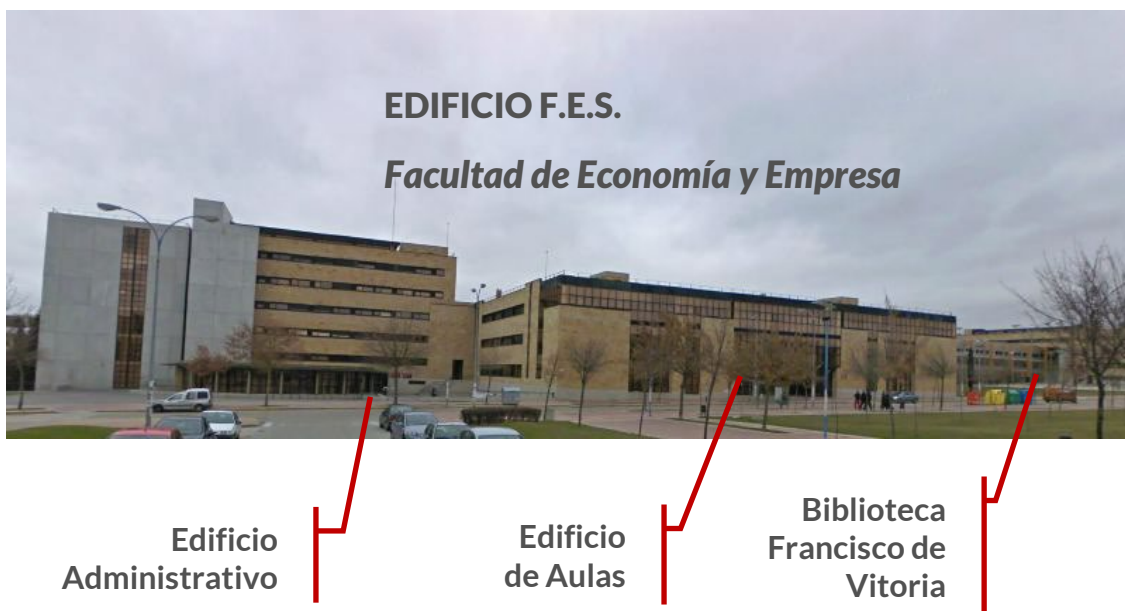 EDIFICIO F.E.S.
Facultad de Economía y Empresa
Edificio
Administrativo
Edificio
de Aulas
Biblioteca
Francisco de
Vitoria